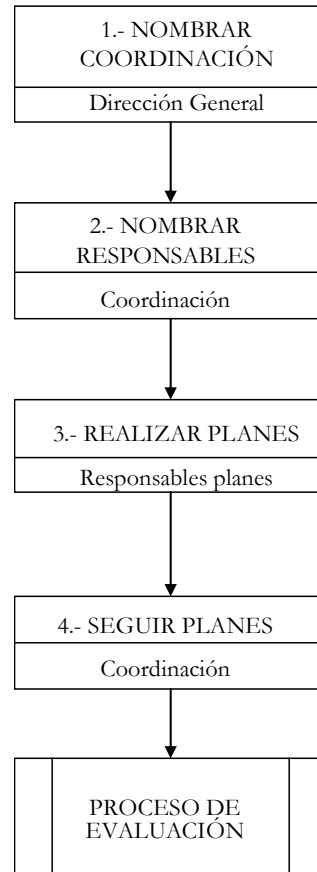 1.- NOMBRAR
COORDINACIÓN
Dirección General
2.- NOMBRAR
RESPONSABLES
Coordinación
3.- REALIZAR PLANES
Responsables planes
4.- SEGUIR PLANES
Coordinación
PROCESO DE
EVALUACIÓN